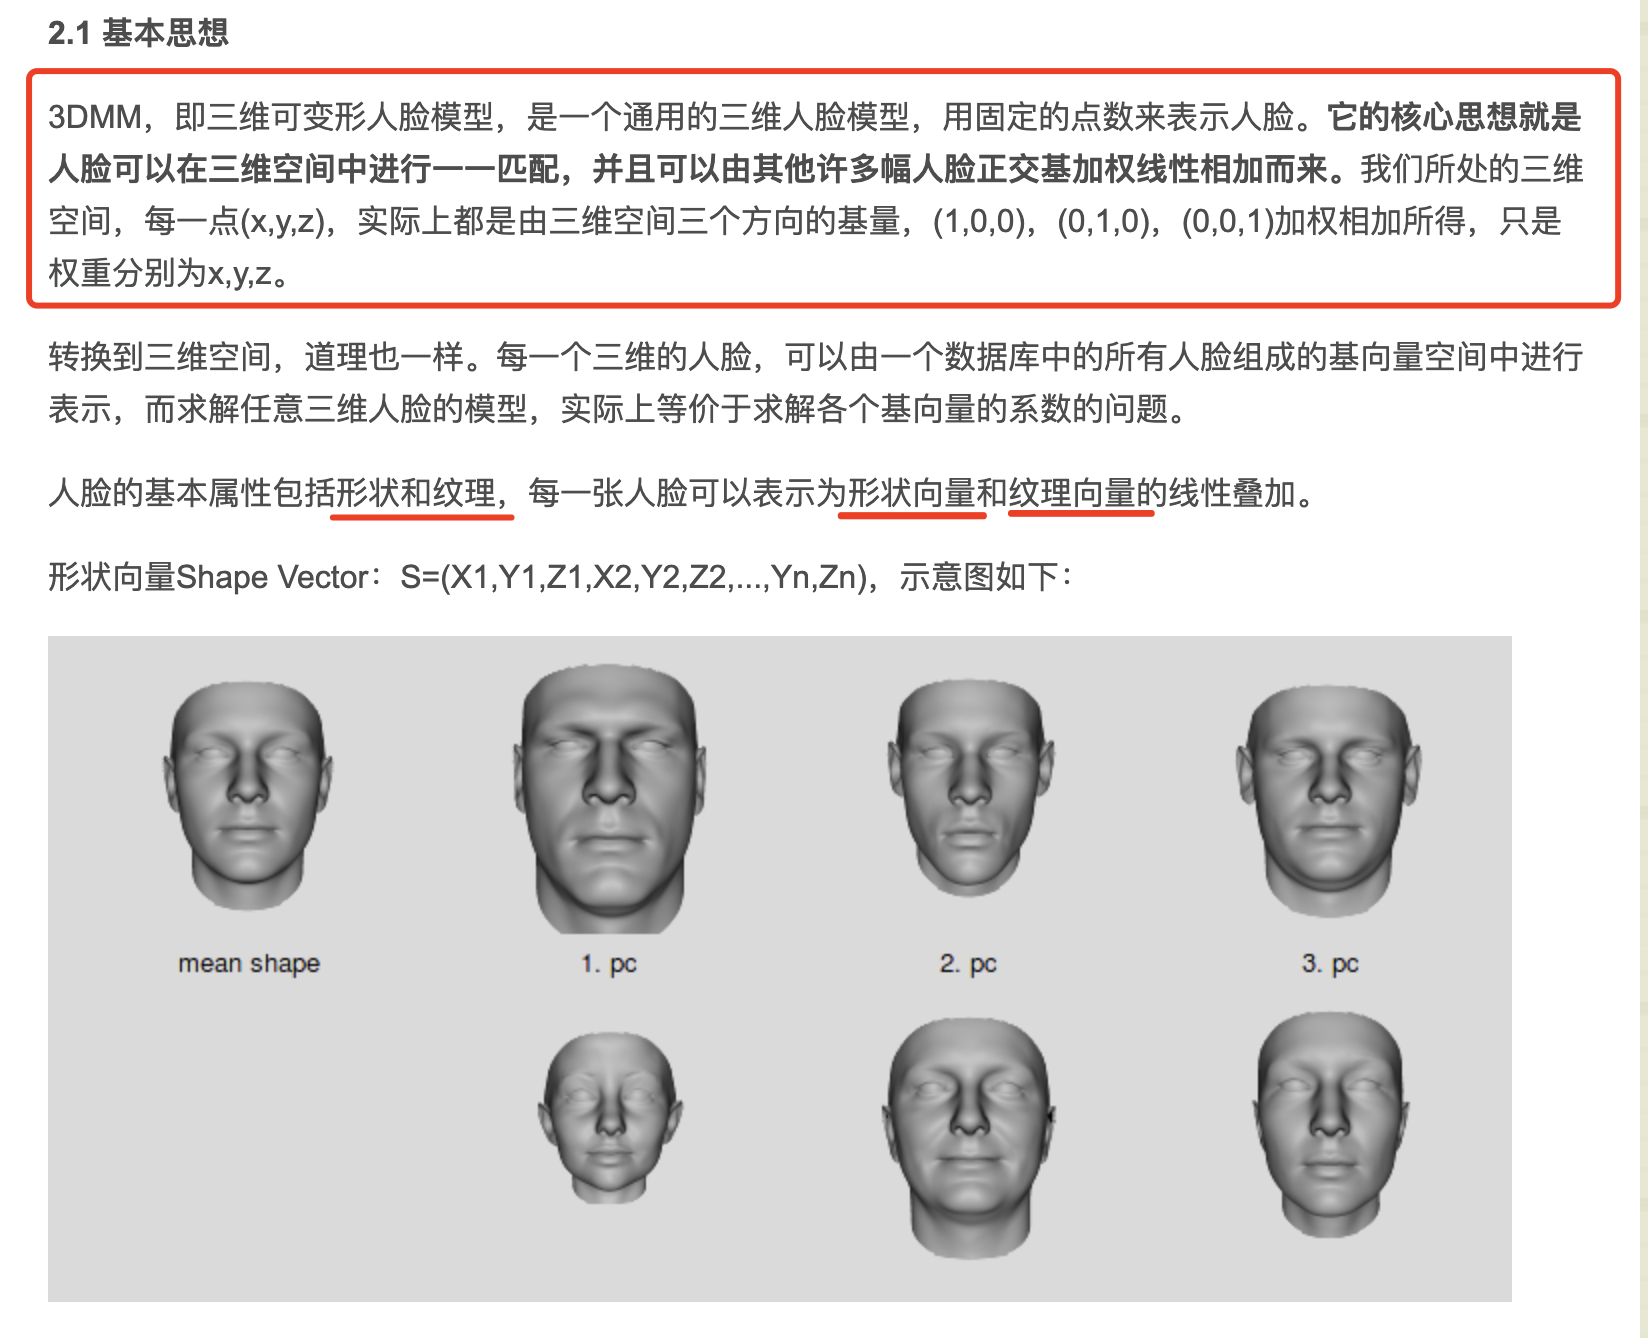 2.1 基本思想
3DMM，即三维可变形人脸模型，是一个通用的三维人脸模型，用固定的点数来表示人脸。它的核心思想就是
人脸可以在三维空间中进行一一匹配，并且可以由其他许多幅人脸正交基加权线性相加而来。我们所处的三维
空间，每一点(x,y,z)，实际上都是由三维空间三个方向的基量，(1,0,0)，(0,1,0)，(0,0,1)加权相加所得，只是
权重分别为x,y,z。
转换到三维空间，道理也一样。每一个三维的人脸，可以由一个数据库中的所有人脸组成的基向量空间中进行
表示，而求解任意三维人脸的模型，实际上等价于求解各个基向量的系数的问题。
人脸的基本属性包括形状和纹理，每一张人脸可以表示为形状向量和纹理向量的线性叠加。
形状向量Shape Vector：S=(X1,Y1,Z1,X2,Y2,Z2,...,Yn,Zn)，示意图如下：
mean shape
1. pc
2. pc
3. pc